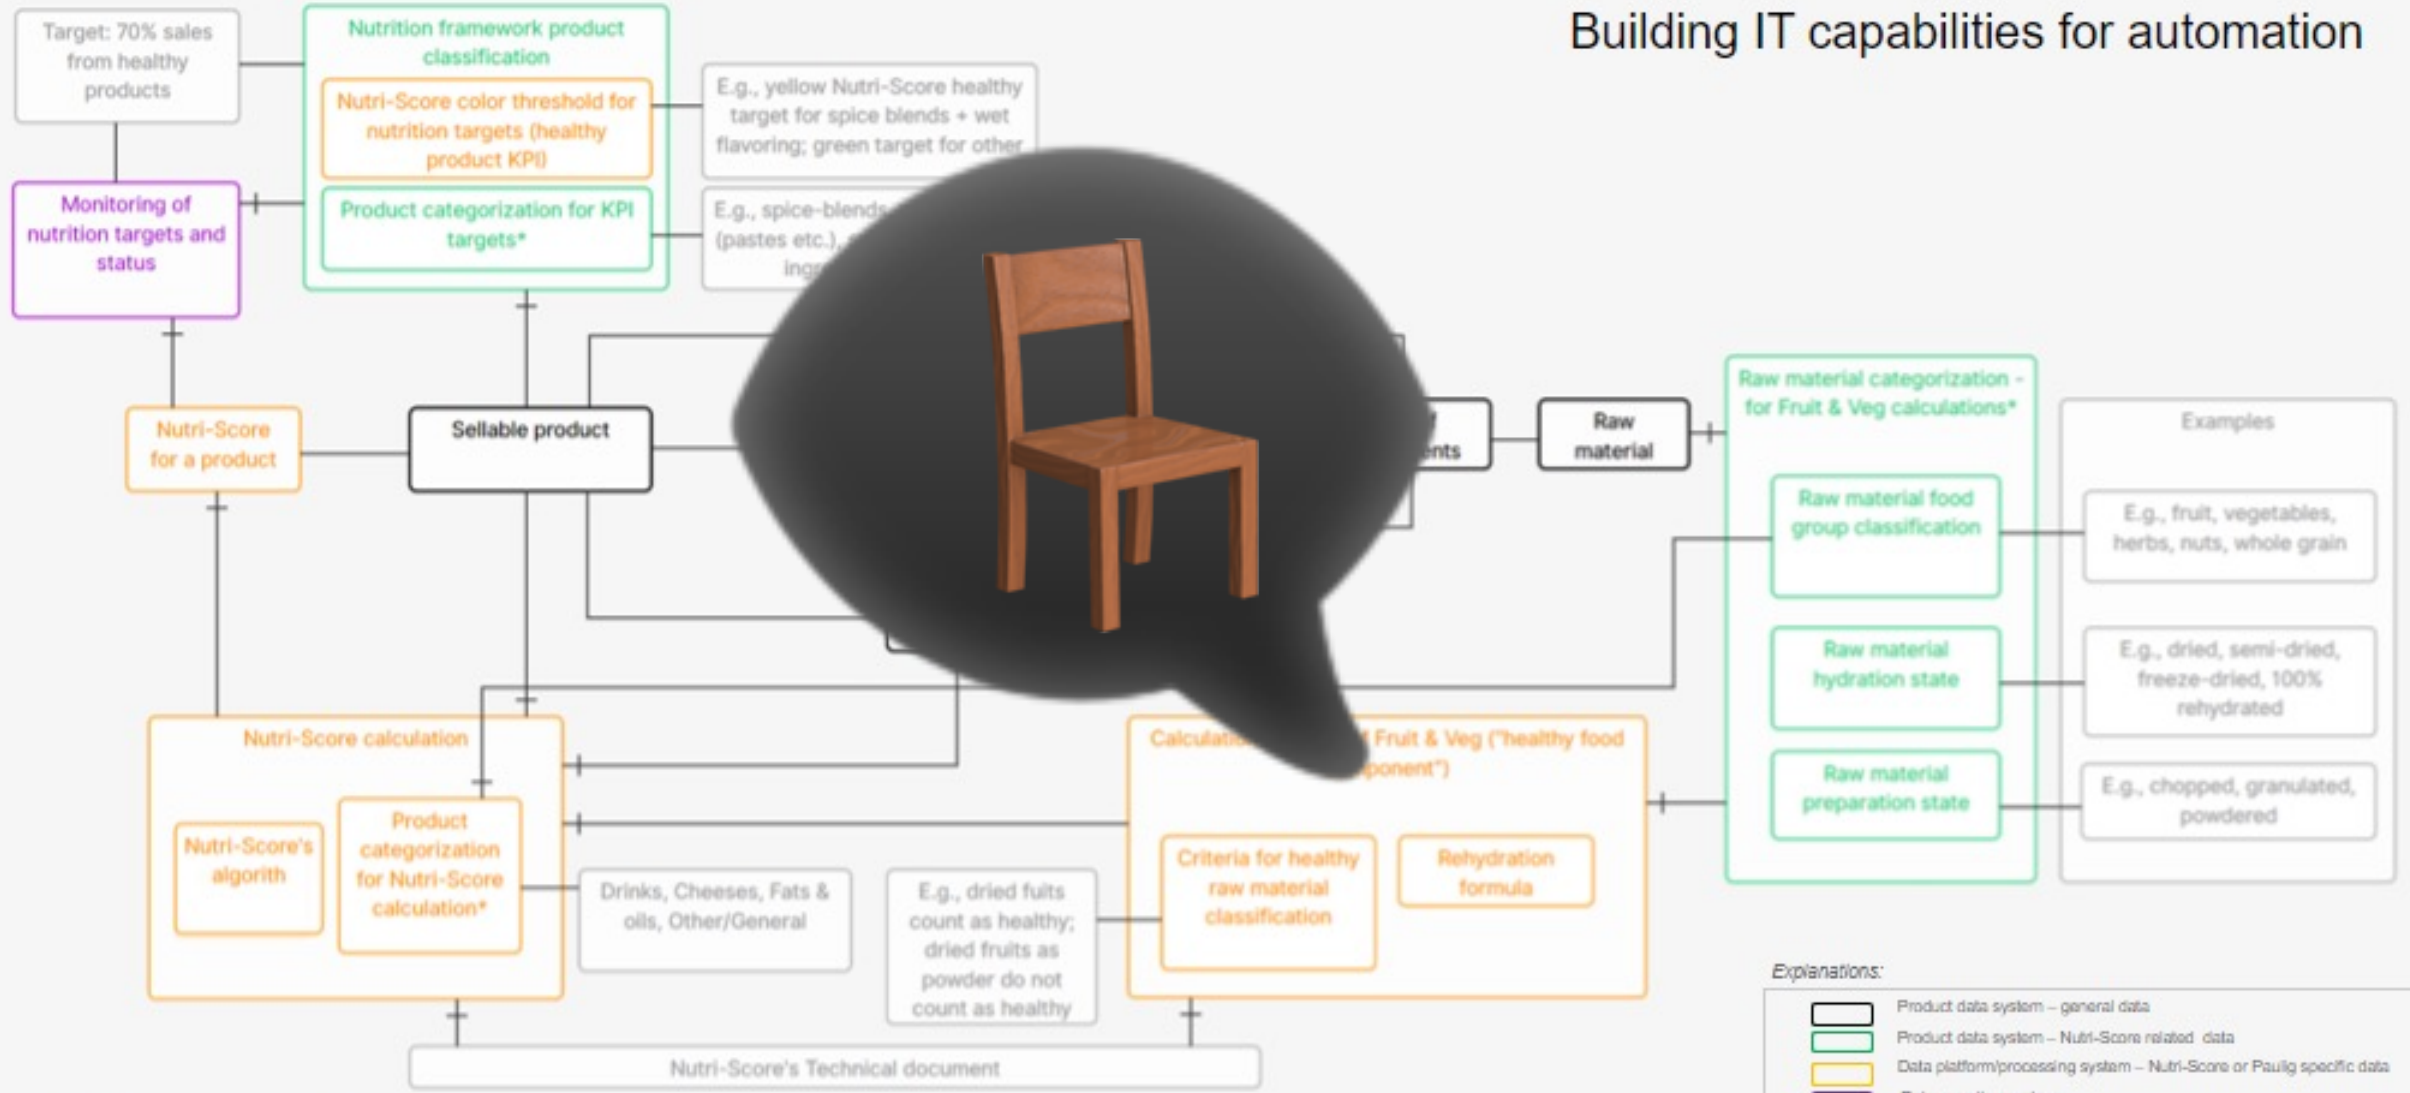 Building IT capabilities for automation
Target: 70% sales
from healthy
products
Nutrition framework product
classification
Nutri-Score color threshold for
nutrition targets (healthy
product KPI)
E.g., yellow Nutri-Score healthy
target for spice blends + wet
flavoring; green target for other
Monitoring of
nutrition targets and
status
Product categorization for KPI
targets*
E.g., spice-blends
(pastes etc.),
Nutri-Score
for a product
Sellable product
Raw
material
Raw material categorization -
for Fruit & Veg calculations*
Examples
Raw material food
group classification
E.g., fruit, vegetables,
herbs, nuts, whole grain
Raw material
hydration state
E.g., dried, semi-dried,
freeze-dried, 100%
rehydrated
Raw material
preparation state
E.g., chopped, granulated,
powdered
Nutri-Score calculation
Nutri-Score's
algorith
Product
categorization
for Nutri-Score
calculation*
Drinks, Cheeses, Fats &
oils, Other/General
Fruit & Veg ("healthy food
E.g., dried fuits
count as healthy;
dried fruits as
powder do not
count as healthy
Criteria for healthy
raw material
classification
Rehydration
formula
Nutri-Score's Technical document
Explanations:
Product data system – general data
Product data system – Nutri-Score related data
Data platform/processing system – Nutri-Score or Paulig specific data